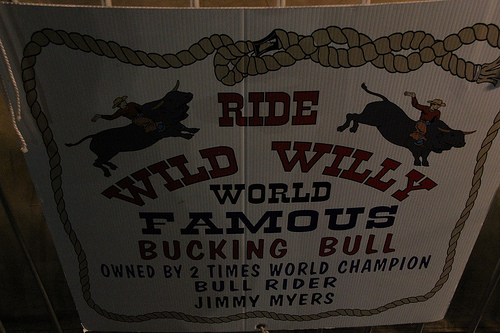 RIDE
WILD WILLY
WORLD
FAMOUS
BUCKING BULL
OWNED BY 2 TIMES WORLD CHAMPION
BULL RIDER
JIMMY MYERS